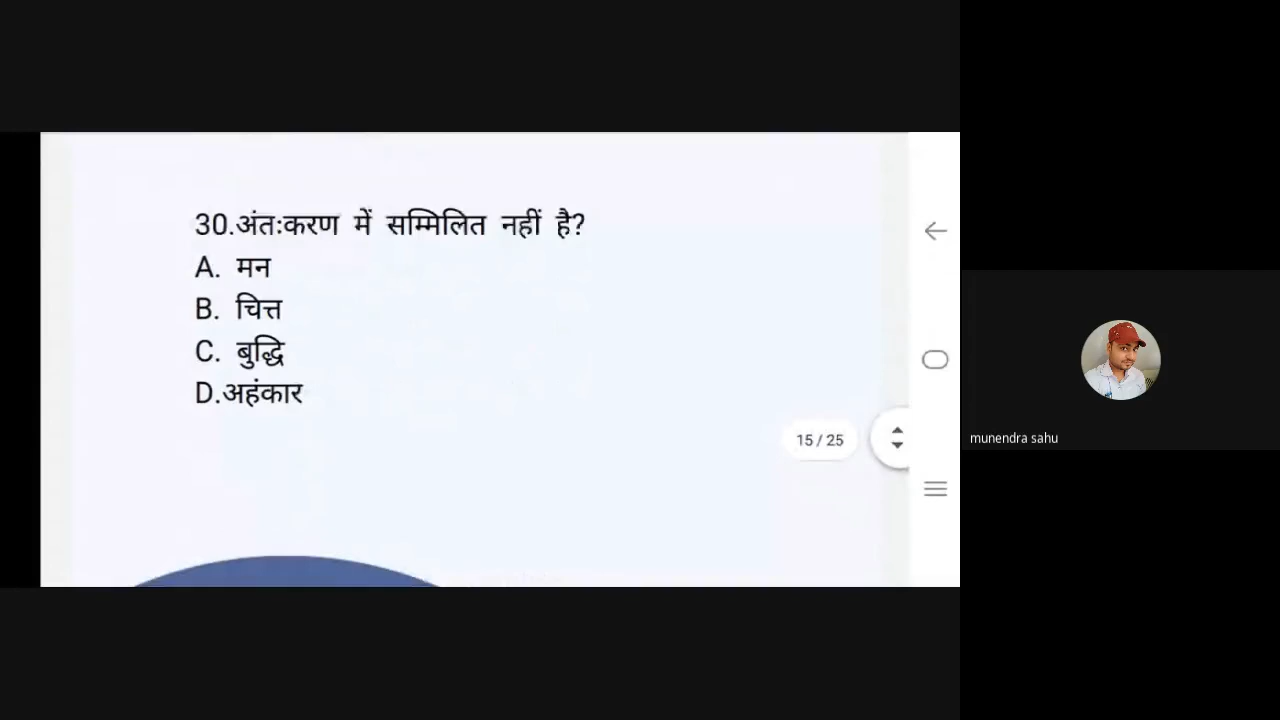 30.अंतःकरण में सम्मिलित नहीं है?
A. मन
B. चित्त
C. बुद्धि
D.अहंकार
15 / 25
munendra sahu